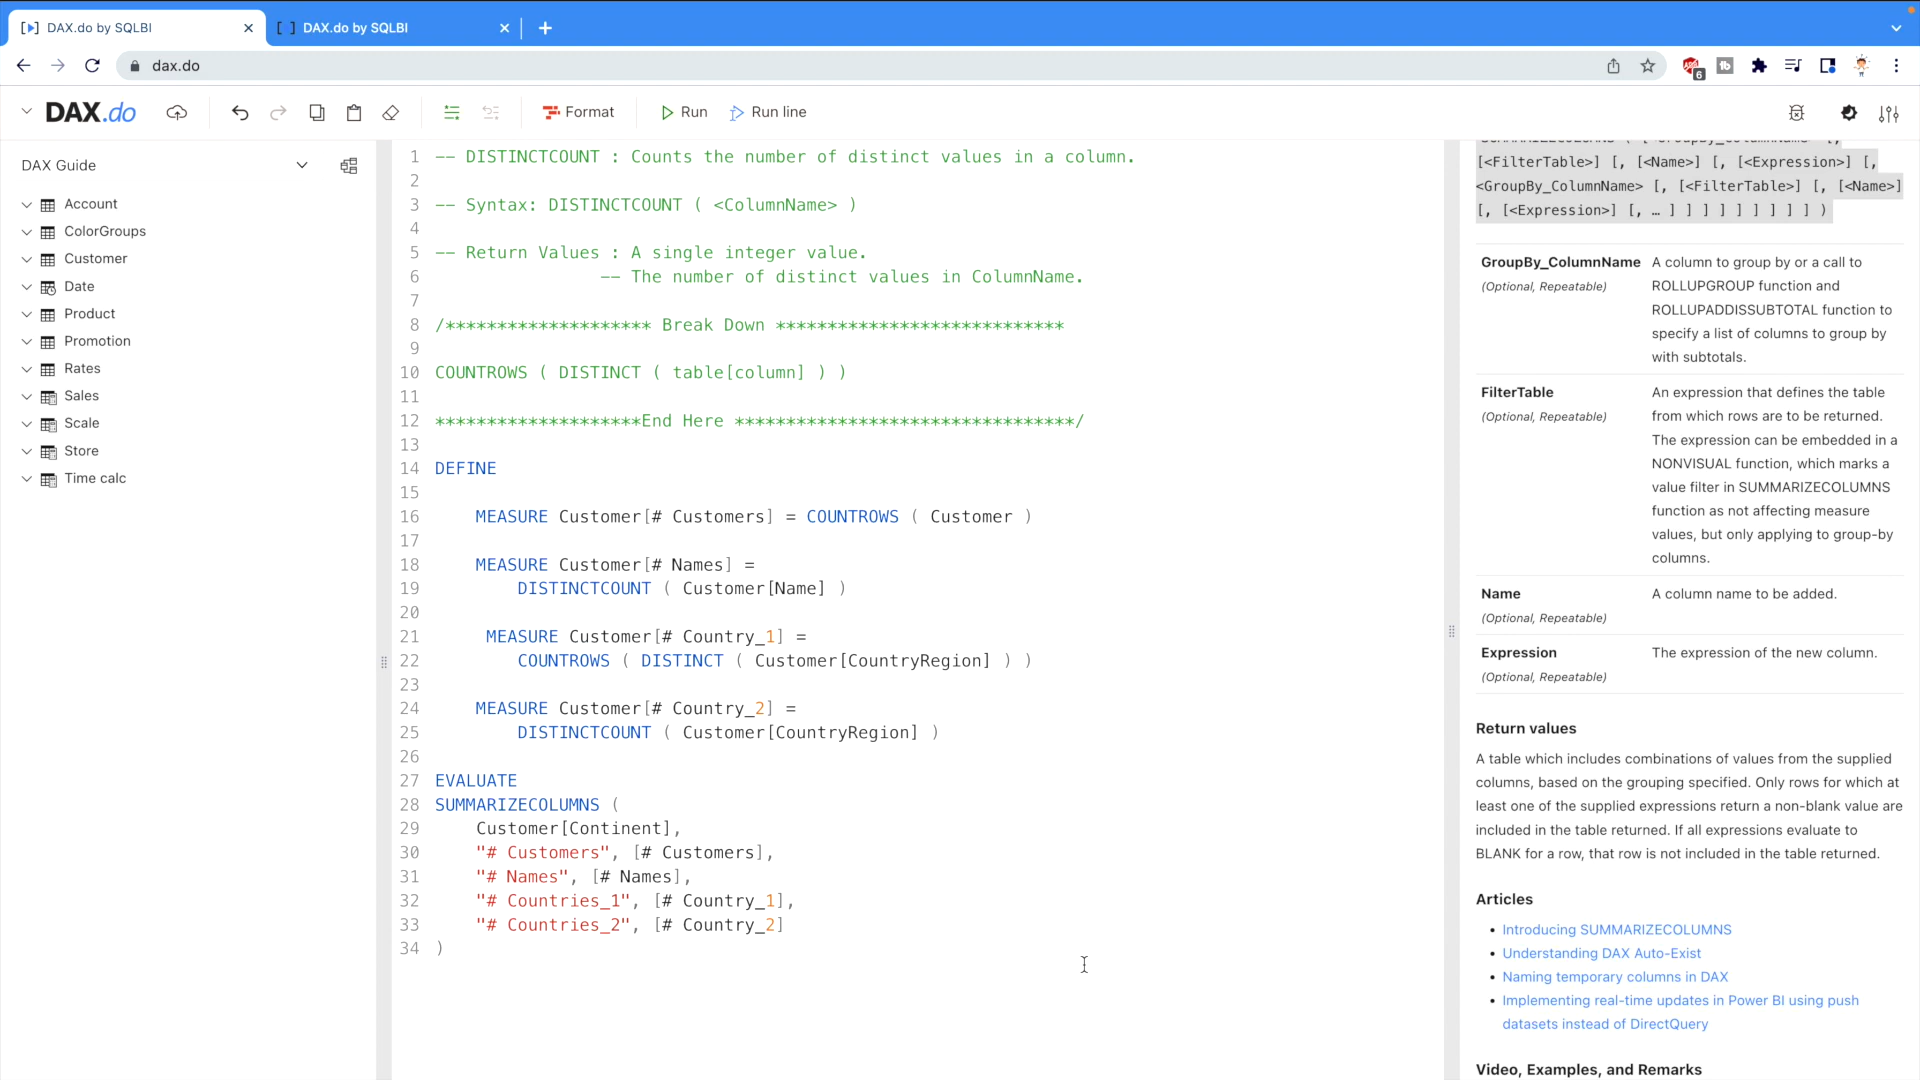 DAX.do by SQLBI
DAX.do by SQLBI
dax.do
6
DAX.do
Format
Run
Run line
DAX Guide
Account
ColorGroups
Customer
Date
Product
Promotion
Rates
Sales
Scale
Store
Time calc
1 -- DISTINCTCOUNT : Counts the number of distinct values in a column.
2
3 -- Syntax: DISTINCTCOUNT ( <ColumnName> )
4
5 -- Return Values : A single integer value.
6 -- The number of distinct values in ColumnName.
7
8 /******************** Break Down ****************************
9
10 COUNTROWS ( DISTINCT ( table[column] ) )
11
12 ********************End Here *********************************/
13
14 DEFINE
15
16 MEASURE Customer[# Customers] = COUNTROWS ( Customer )
17
18 MEASURE Customer[# Names] =
19 DISTINCTCOUNT ( Customer[Name] )
20
21 MEASURE Customer[# Country_1] =
22 COUNTROWS ( DISTINCT ( Customer[CountryRegion] ) )
23
24 MEASURE Customer[# Country_2] =
25 DISTINCTCOUNT ( Customer[CountryRegion] )
26
27 EVALUATE
28 SUMMARIZECOLUMNS (
29 Customer[Continent],
30 "# Customers", [# Customers],
31 "# Names", [# Names],
32 "# Countries_1", [# Country_1],
33 "# Countries_2", [# Country_2]
34 )
[<FilterTable>] [, [<Name>] [, [<Expression>] [,
<GroupBy_ColumnName> [, [<FilterTable>] [, [<Name>]
[, [<Expression>] [, … ] ] ] ] ] ] ] ] ] ] )
GroupBy_ColumnName A column to group by or a call to
(Optional, Repeatable) ROLLUPGROUP function and
ROLLUPADDISSUBTOTAL function to
specify a list of columns to group by
with subtotals.
FilterTable An expression that defines the table
(Optional, Repeatable) from which rows are to be returned.
The expression can be embedded in a
NONVISUAL function, which marks a
value filter in SUMMARIZECOLUMNS
function as not affecting measure
values, but only applying to group-by
columns.
Name A column name to be added.
(Optional, Repeatable)
Expression The expression of the new column.
(Optional, Repeatable)
Return values
A table which includes combinations of values from the supplied
columns, based on the grouping specified. Only rows for which at
least one of the supplied expressions return a non-blank value are
included in the table returned. If all expressions evaluate to
BLANK for a row, that row is not included in the table returned.
Articles
• Introducing SUMMARIZECOLUMNS
• Understanding DAX Auto-Exist
• Naming temporary columns in DAX
• Implementing real-time updates in Power BI using push
datasets instead of DirectQuery
Video, Examples, and Remarks